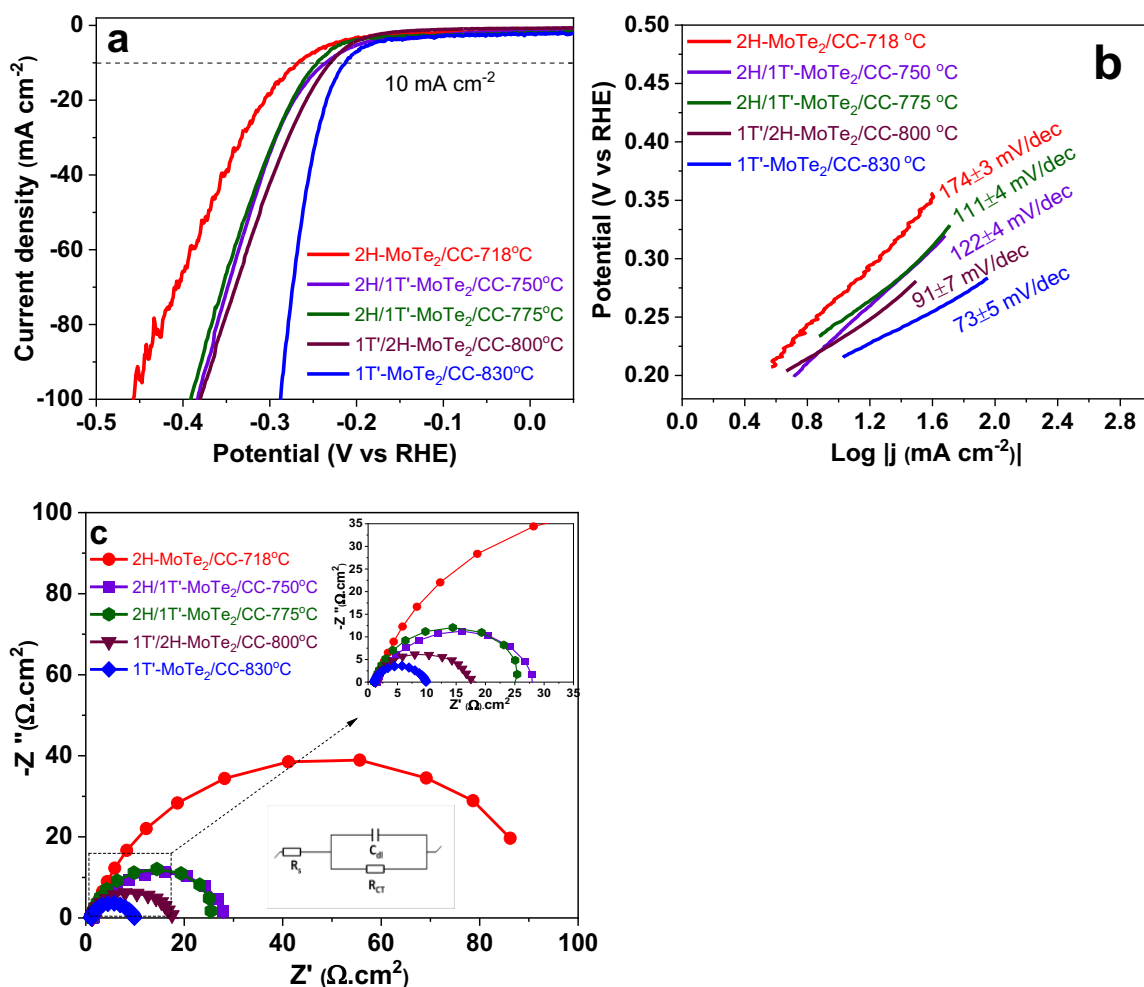 a
0
-20
-40
-60
-80
-100
Current density (mA cm-2)
10 mA cm-2
2H-MoTe2/CC-718oC
2H/1T'-MoTe2/CC-750oC
2H/1T'-MoTe2/CC-775oC
1T'/2H-MoTe2/CC-800oC
1T'-MoTe2/CC-830oC
-0.5 -0.4 -0.3 -0.2 -0.1 0.0
Potential (V vs RHE)
b
0.50
0.45
0.40
0.35
0.30
0.25
0.20
Potential (V vs RHE)
2H-MoTe2/CC-718 oC
2H/1T'-MoTe2/CC-750 oC
2H/1T'-MoTe2/CC-775 oC
1T'/2H-MoTe2/CC-800 oC
1T'-MoTe2/CC-830 oC
174±3 mV/dec
111±4 mV/dec
122±4 mV/dec
91±7 mV/dec
73±5 mV/dec
0.0 0.4 0.8 1.2 1.6 2.0 2.4 2.8
Log |j (mA cm-2)|
c
100
80
60
40
20
0
-Z "(Ω.cm2)
2H-MoTe2/CC-718oC
2H/1T'-MoTe2/CC-750oC
2H/1T'-MoTe2/CC-775oC
1T'/2H-MoTe2/CC-800oC
1T'-MoTe2/CC-830oC
35
30
25
20
15
10
5
0
-Z "(Ω.cm2)
0 5 10 15 20 25 30 35
Z' (Ω).cm2
Rs
Cdl
RCT
0 20 40 60 80 100
Z' (Ω.cm2)